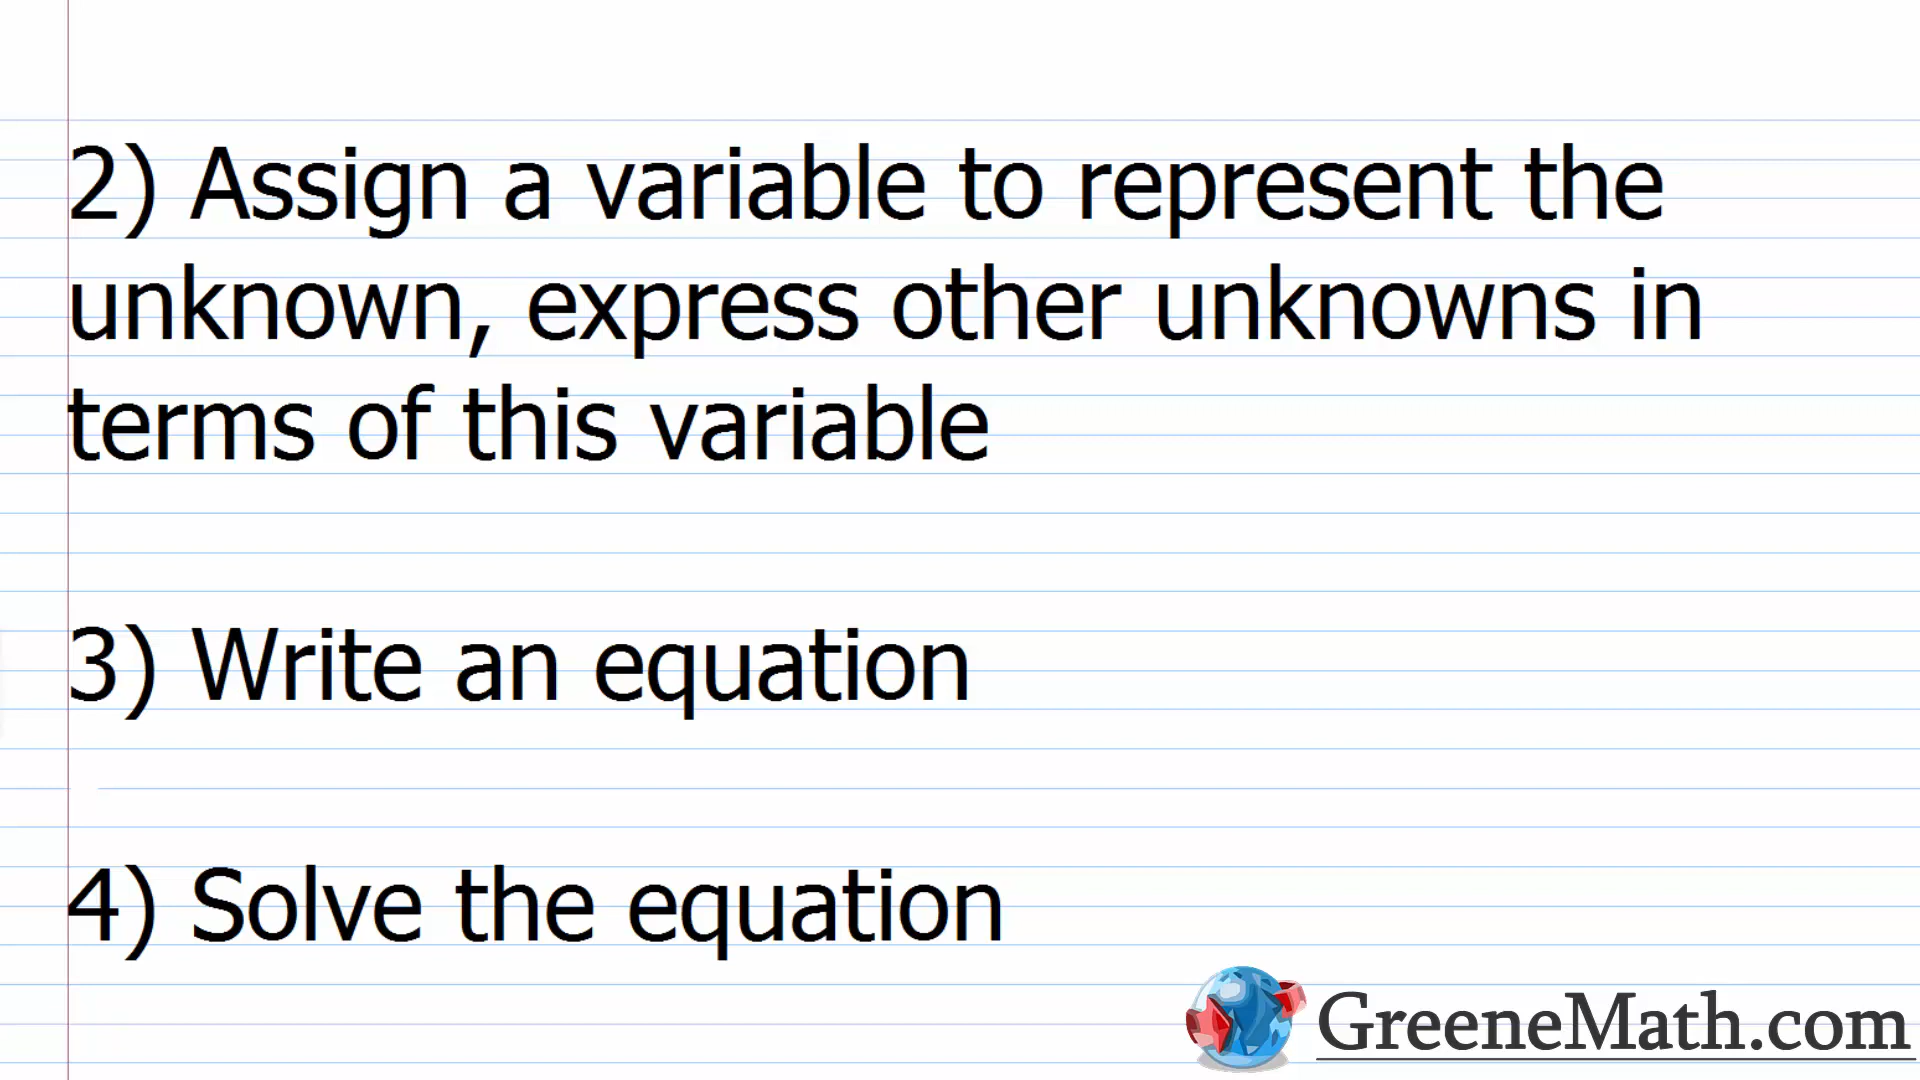 2) Assign a variable to represent the
unknown, express other unknowns in
terms of this variable
3) Write an equation
4) Solve the equation
GreeneMath.com